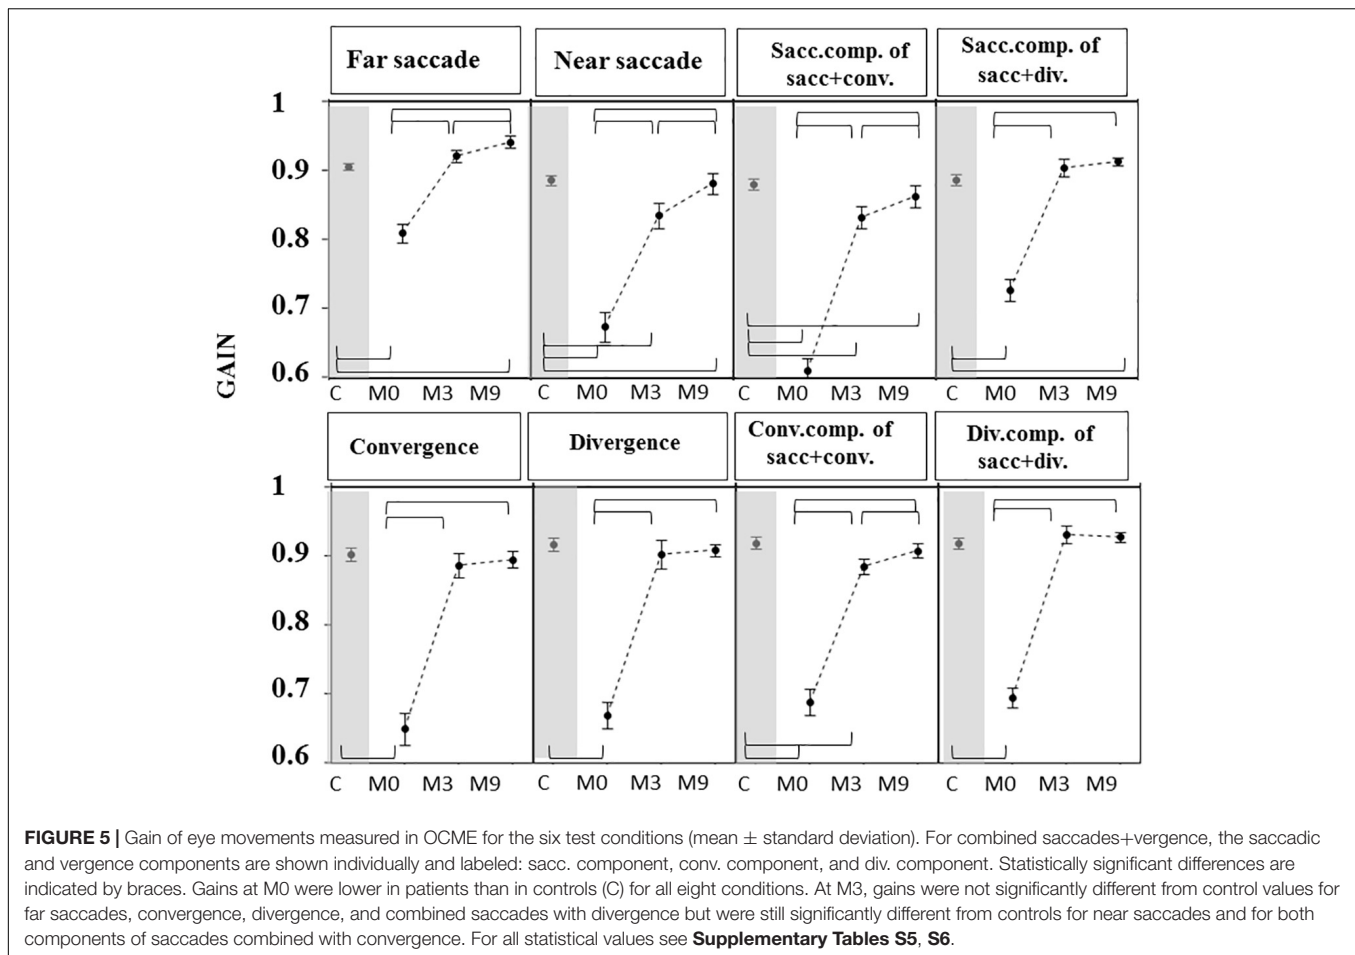 Far saccade
Near saccade
Sacc.comp. of
sacc+conv.
Sacc.comp. of
sacc+div.
GAIN
1
0.9
0.8
0.7
0.6
C M0 M3 M9 C M0 M3 M9 C M0 M3 M9 C M0 M3 M9
Convergence
Divergence
Conv.comp. of
sacc+conv.
Div.comp. of
sacc+div.
1
0.9
0.8
0.7
0.6
C M0 M3 M9 C M0 M3 M9 C M0 M3 M9 C M0 M3 M9
FIGURE 5 | Gain of eye movements measured in OCME for the six test conditions (mean ± standard deviation). For combined saccades+vergence, the saccadic
and vergence components are shown individually and labeled: sacc. component, conv. component, and div. component. Statistically significant differences are
indicated by braces. Gains at M0 were lower in patients than in controls (C) for all eight conditions. At M3, gains were not significantly different from control values for
far saccades, convergence, divergence, and combined saccades with divergence but were still significantly different from controls for near saccades and for both
components of saccades combined with convergence. For all statistical values see Supplementary Tables S5, S6.